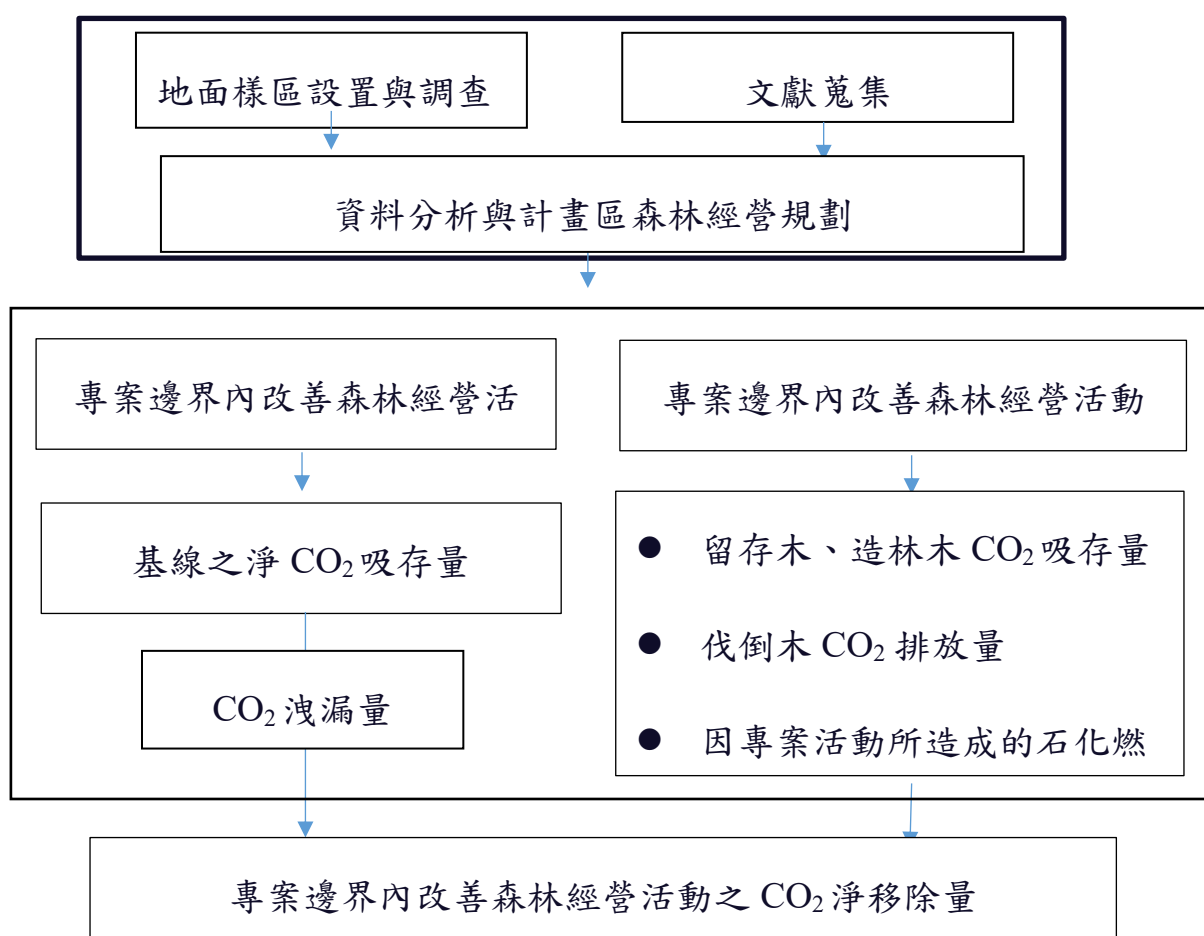 地面樣區設置與調查
文獻蒐集
資料分析與計畫區森林經營規劃
專案邊界內改善森林經營活
專案邊界內改善森林經營活動
基線之淨 CO₂ 吸存量
CO₂ 洩漏量
● 留存木、造林木 CO₂ 吸存量
● 伐倒木 CO₂ 排放量
● 因專案活動所造成的石化燃
專案邊界內改善森林經營活動之 CO₂ 淨移除量